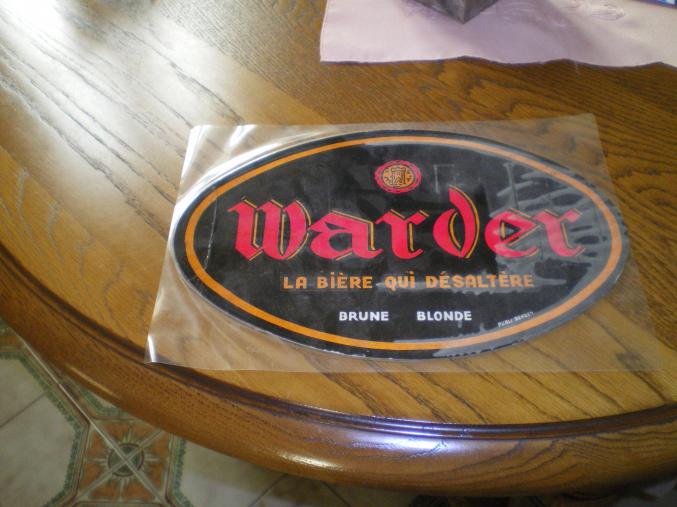 Warder
LA BIÈRE QUI DÉSALTÈRE
BRUNE BLONDE